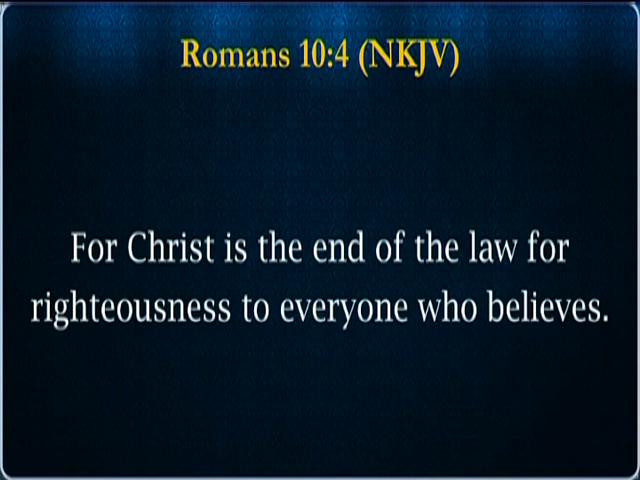 Romans 10:4 (NKJV)
For Christ is the end of the law for
righteousness to everyone who believes.